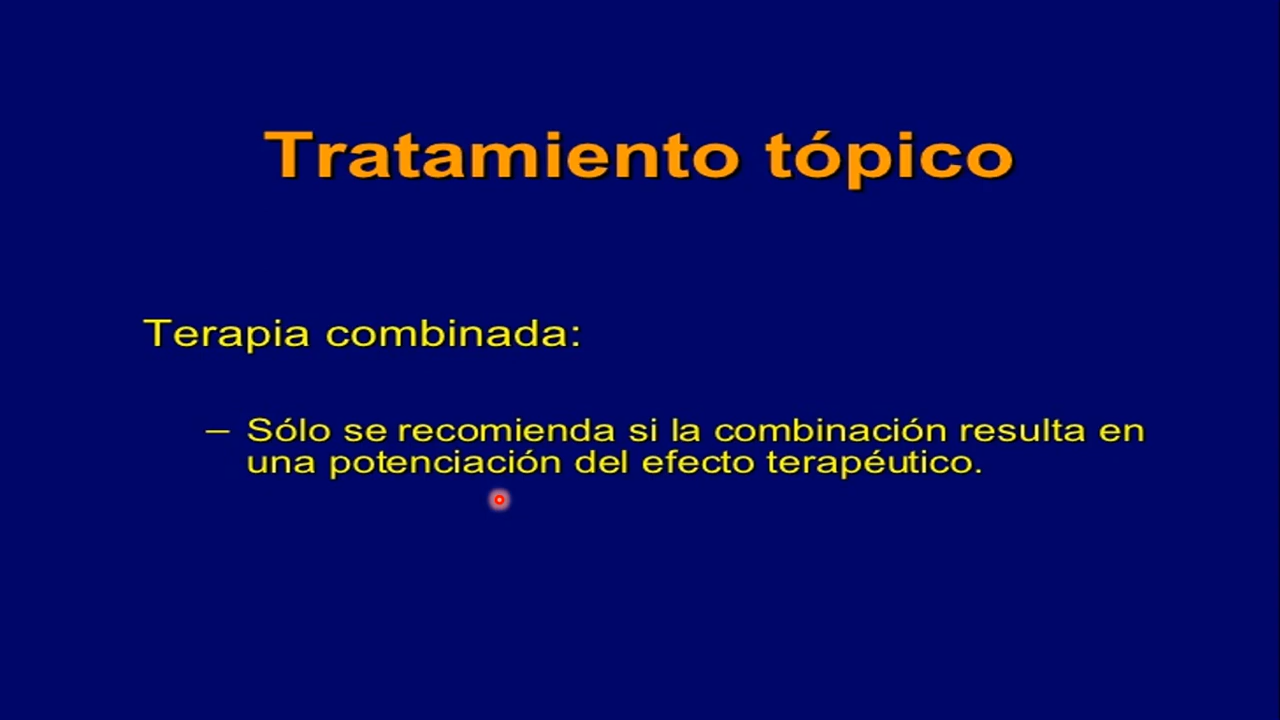 Tratamiento tópico
Terapia combinada:
– Sólo se recomienda si la combinación resulta en
una potenciación del efecto terapéutico.